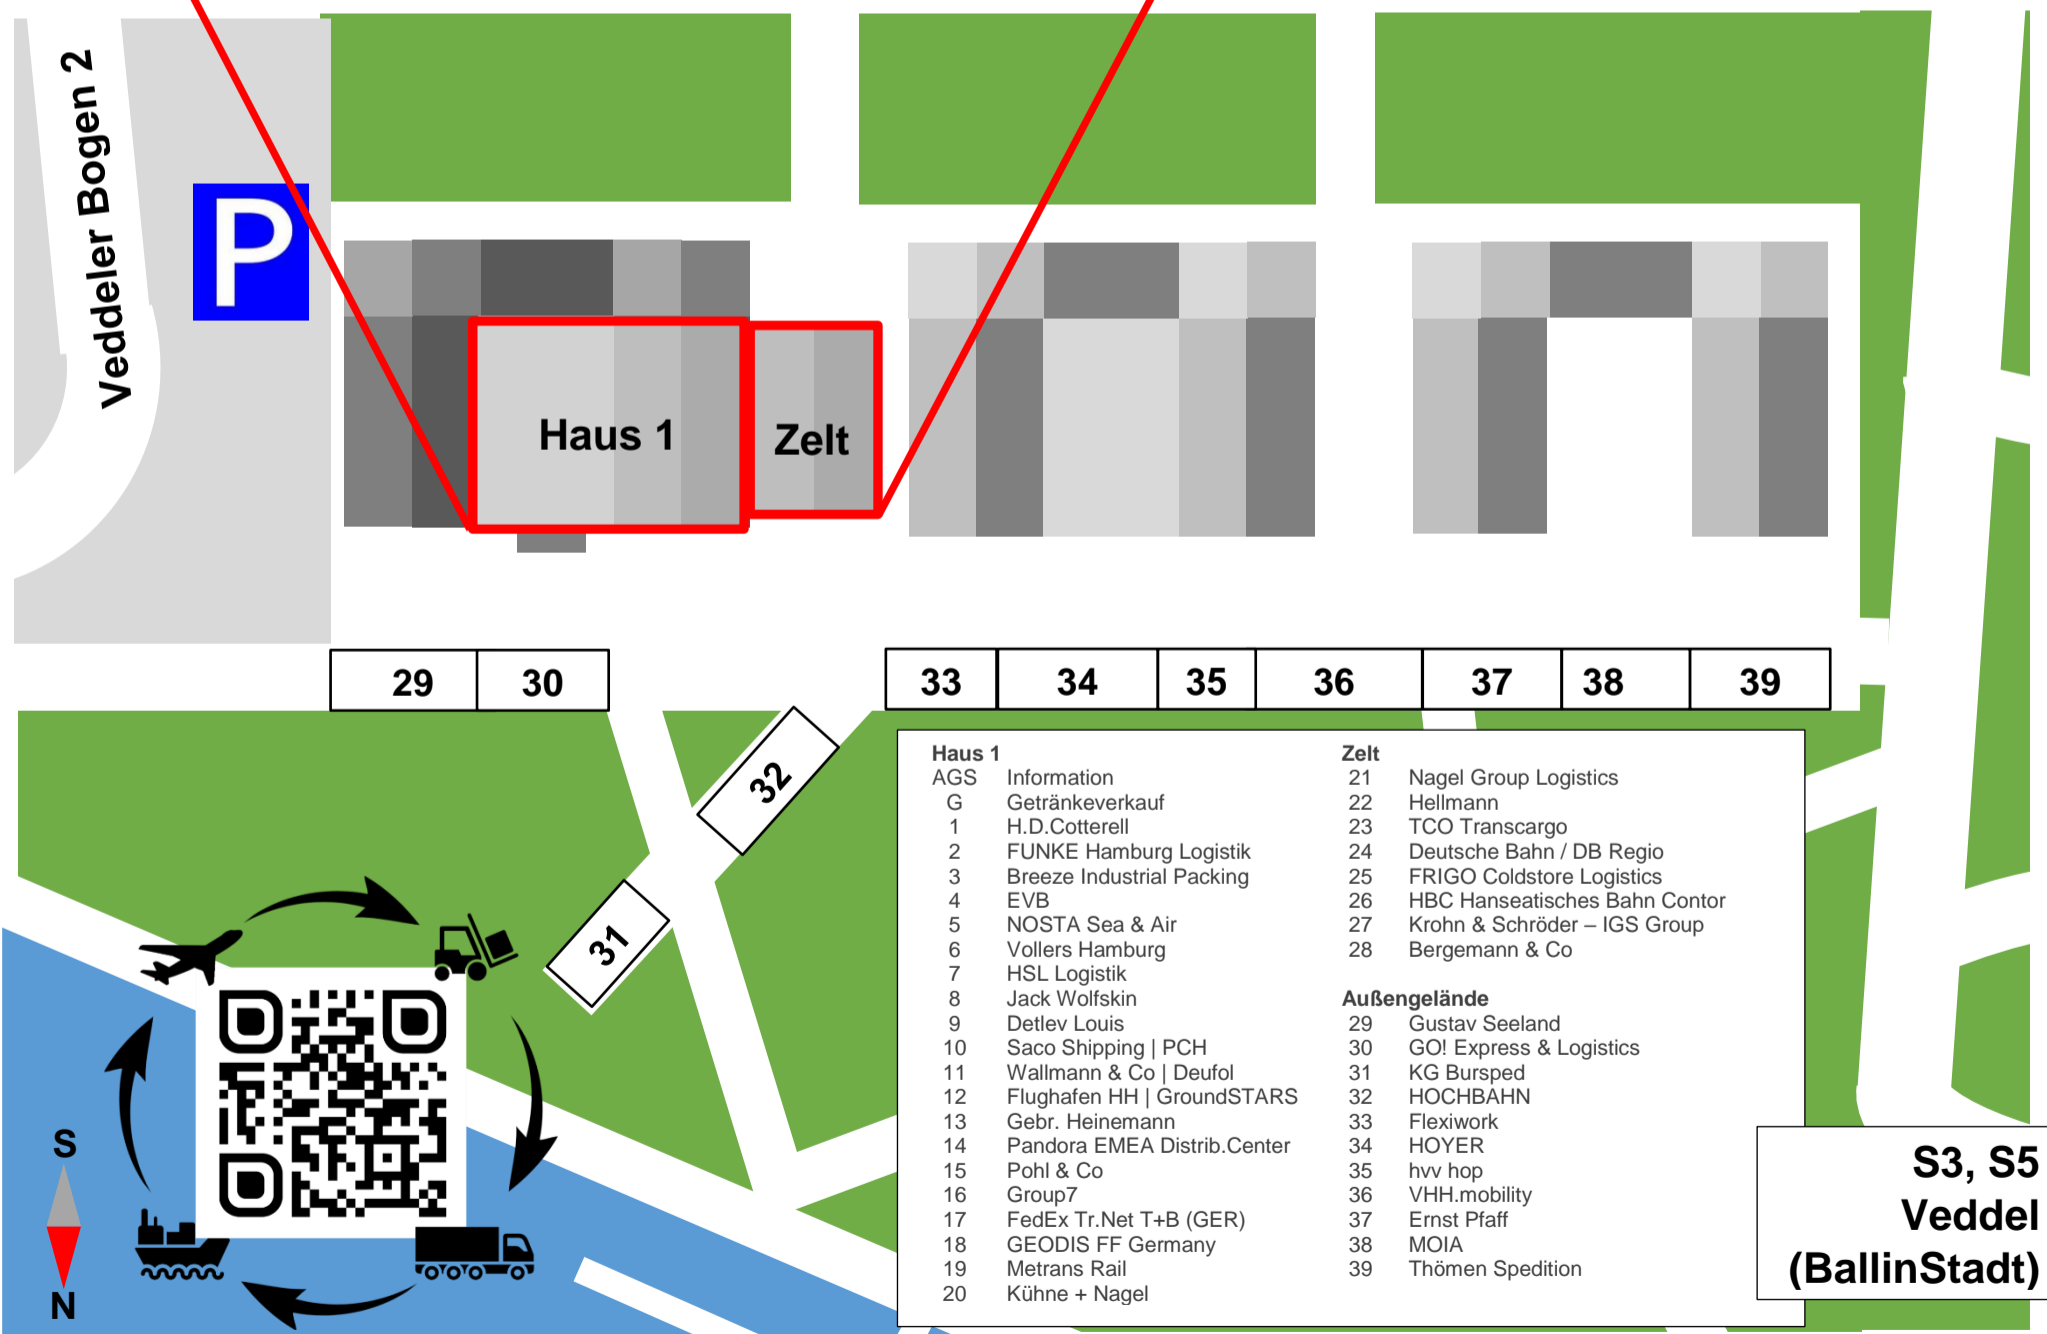 Veddeler Bogen 2
P
Haus 1
Zelt
29
30
33
34
35
36
37
38
39
32
31
Haus 1
AGS Information
G Getränkeverkauf
1 H.D.Cotterell
2 FUNKE Hamburg Logistik
3 Breeze Industrial Packing
4 EVB
5 NOSTA Sea & Air
6 Vollers Hamburg
7 HSL Logistik
8 Jack Wolfskin
9 Detlev Louis
10 Saco Shipping | PCH
11 Wallmann & Co | Deufol
12 Flughafen HH | GroundSTARS
13 Gebr. Heinemann
14 Pandora EMEA Distrib.Center
15 Pohl & Co
16 Group7
17 FedEx Tr.Net T+B (GER)
18 GEODIS FF Germany
19 Metrans Rail
20 Kühne + Nagel
Zelt
21 Nagel Group Logistics
22 Hellmann
23 TCO Transcargo
24 Deutsche Bahn / DB Regio
25 FRIGO Coldstore Logistics
26 HBC Hanseatisches Bahn Contor
27 Krohn & Schröder – IGS Group
28 Bergemann & Co
Außengelände
29 Gustav Seeland
30 GO! Express & Logistics
31 KG Bursped
32 HOCHBAHN
33 Flexiwork
34 HOYER
35 hvv hop
36 VHH.mobility
37 Ernst Pfaff
38 MOIA
39 Thömen Spedition
S
N
S3, S5
Veddel
(BallinStadt)